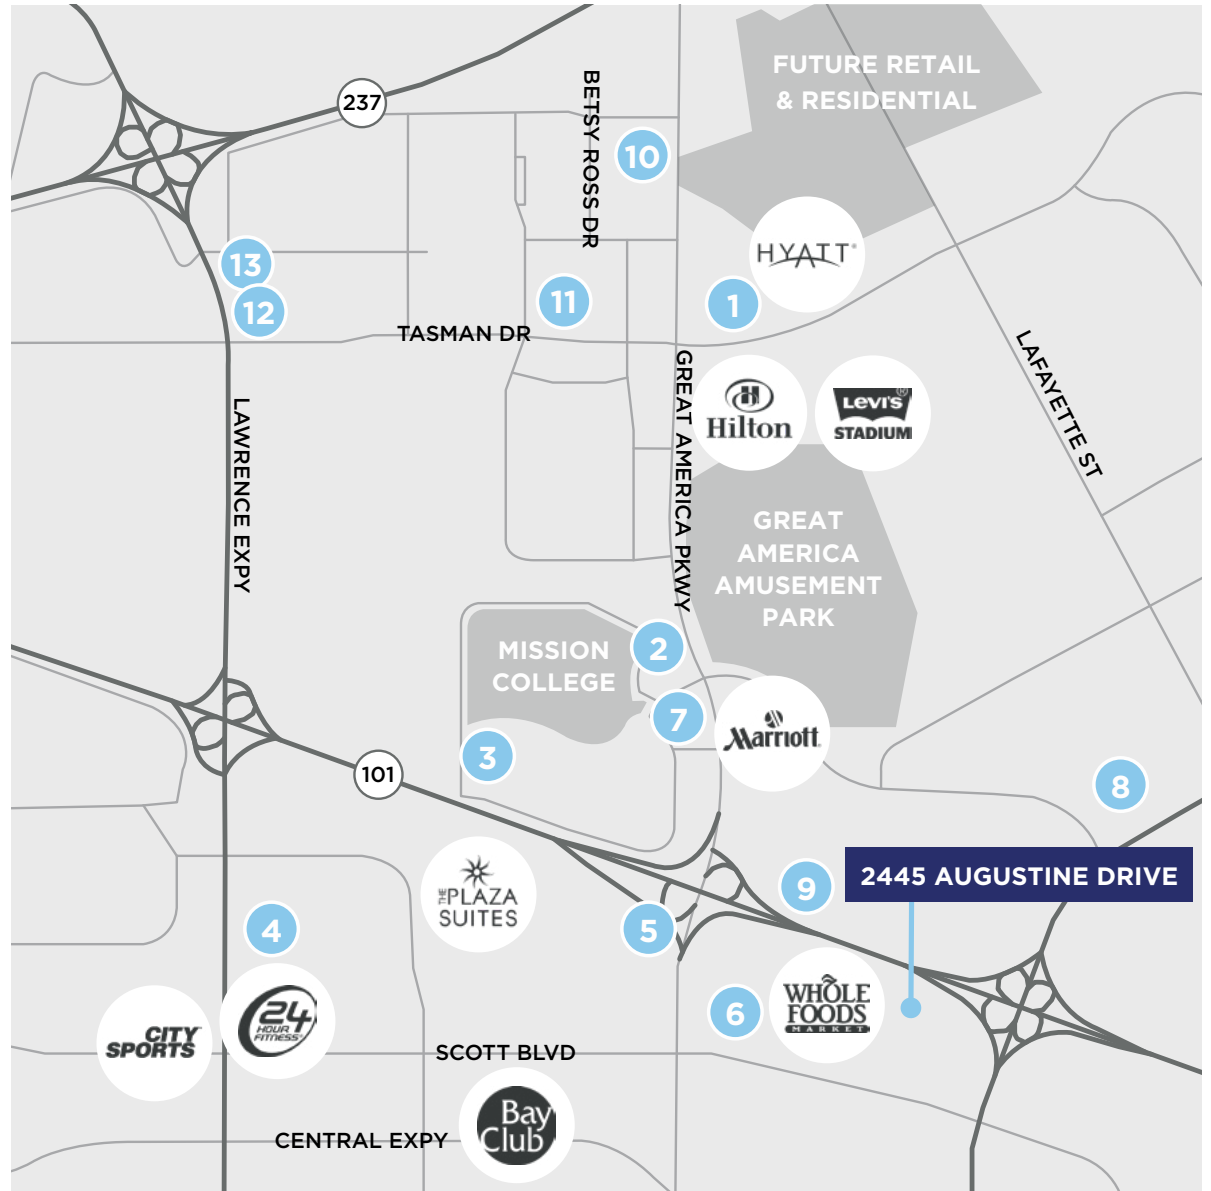 FUTURE RETAIL
& RESIDENTIAL
237
BETSY ROSS DR
10
HYATT®
13
12
11
1
TASMAN DR
GREAT AMERICA PKWY
Hilton
LEVI'S®
STADIUM
LAFAYETTE ST
LAWRENCE EXPY
GREAT
AMERICA
AMUSEMENT
PARK
MISSION
COLLEGE
2
7
Marriott
3
101
8
THE PLAZA
SUITES
9
2445 AUGUSTINE DRIVE
4
5
6
WHOLE
FOODS
MARKET
CITY
SPORTS
24
HOUR
FITNESS
SCOTT BLVD
Bay
Club
CENTRAL EXPY